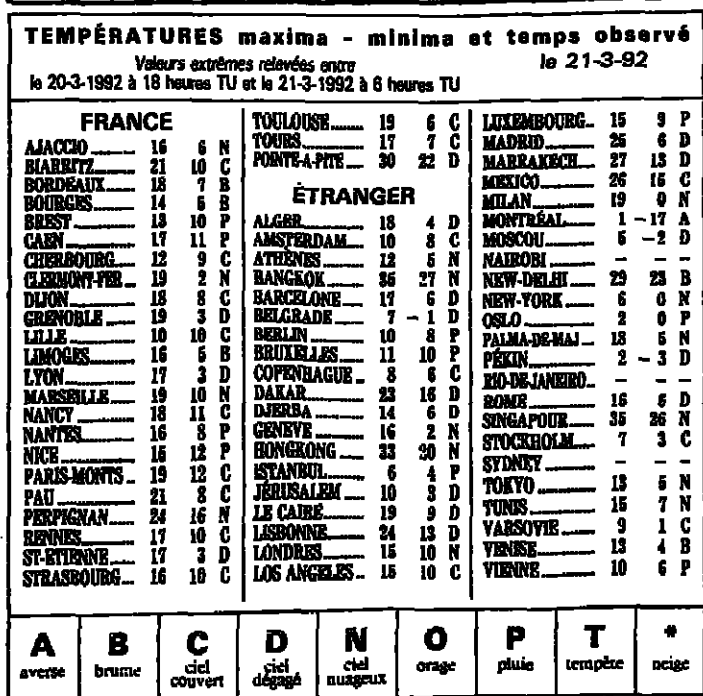 TEMPÉRATURES maxima - minima et temps observé
Valeurs extrêmes relevées entre
le 20-3-1992 à 18 heures TU et le 21-3-1992 à 6 heures TU
le 21-3-92
FRANCE
AJACCIO 16 6 N
BIARRITZ 21 10 C
BORDEAUX 18 7 B
BOURGES 14 5 B
BREST 13 10 P
CAEN 17 11 P
CHERBOURG 12 9 C
CLERMONT-FER 19 2 N
DIJON 18 8 C
GRENOBLE 19 3 D
LILLE 10 10 C
LIMOGES 16 5 B
LYON 17 3 D
MARSEILLE 19 10 N
NANCY 18 11 C
NANTES 16 8 P
NICE 15 12 P
PARIS-MONTS 19 12 C
PAU 21 8 C
PERPIGNAN 24 16 N
RENNES 17 10 C
ST-ETIENNE 17 3 D
STRASBOURG 16 10 C
TOULOUSE 19 6 C
TOURS 17 7 C
POINTE-A-PITE 30 22 D
ÉTRANGER
ALGER 18 4 D
AMSTERDAM 10 8 C
ATHÈNES 12 5 N
BANGKOK 35 27 N
BARCELONE 17 6 D
BELGRADE 7 -1 D
BERLIN 10 8 P
BRUXELLES 11 10 P
COPENHAGUE 8 6 C
DAKAR 23 16 D
DJERBA 14 6 D
GENEVE 16 2 N
HONGKONG 33 20 N
ISTANBUL 6 4 P
JÉRUSALEM 10 3 D
LE CAIRE 19 9 D
LISBONNE 24 13 D
LONDRES 15 10 N
LOS ANGELES 15 10 C
LUXEMBOURG 15 9 P
MADRID 25 6 D
MARRAKECH 27 13 D
MEXICO 26 15 C
MILAN 19 0 N
MONTRÉAL 1 -17 A
MOSCOU 5 -2 D
NAIROBI - - -
NEW-DELHI 29 23 B
NEW-YORK 6 0 N
OSLO 2 0 P
PALMA-DE-MAJ 18 5 N
PÉKIN 2 -3 D
RIO-DE-JANEIRO - - -
ROME 16 5 D
SINGAPOUR 35 26 N
STOCKHOLM 7 3 C
SYDNEY - - -
TOKYO 13 5 N
TUNIS 15 7 N
VARSOVIE 9 1 C
VENISE 13 4 B
VIENNE 10 6 P
A B C D N O P T *
averse brume ciel couvert ciel dégagé ciel nuageux orage pluie tempête neige